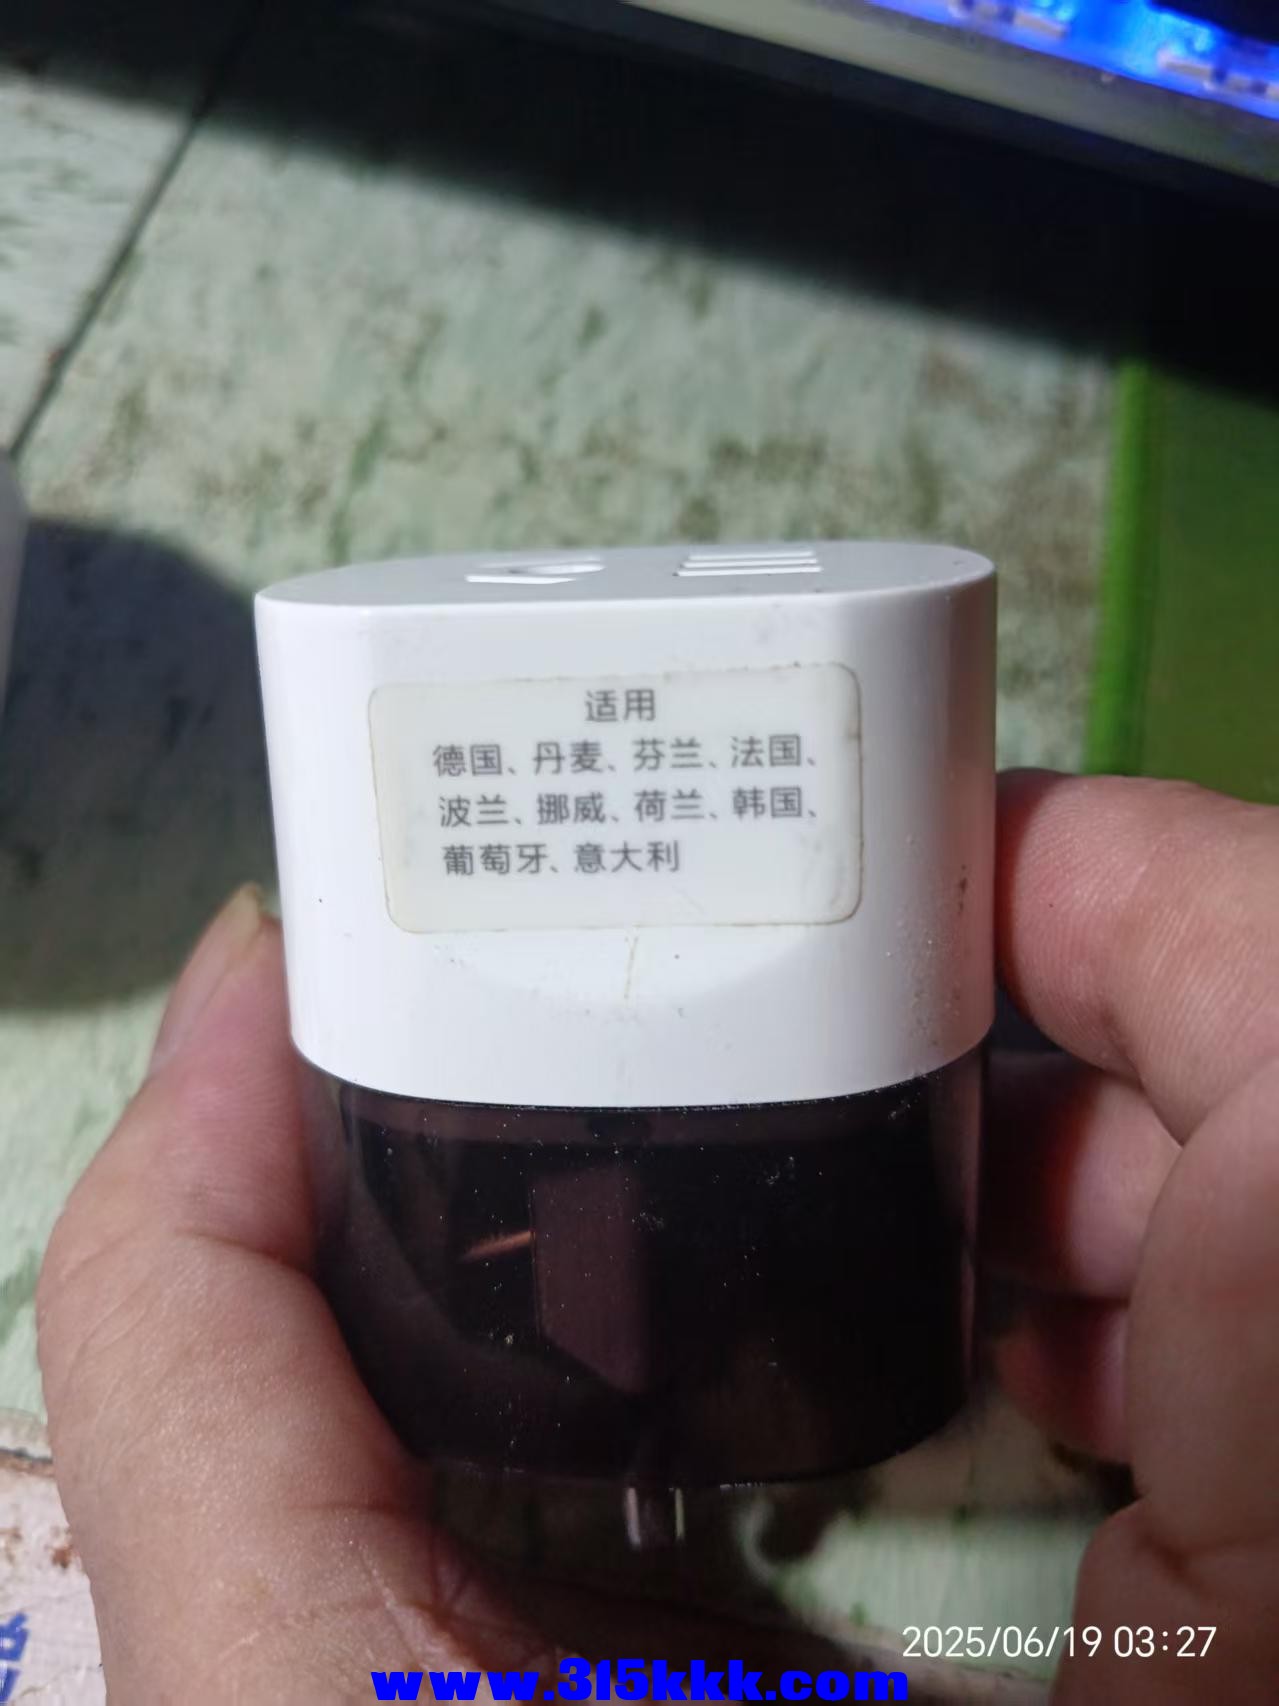 适用
德国、丹麦、芬兰、法国、
波兰、挪威、荷兰、韩国、
葡萄牙、意大利
2025/06/19 03:27
www.315kkk.com